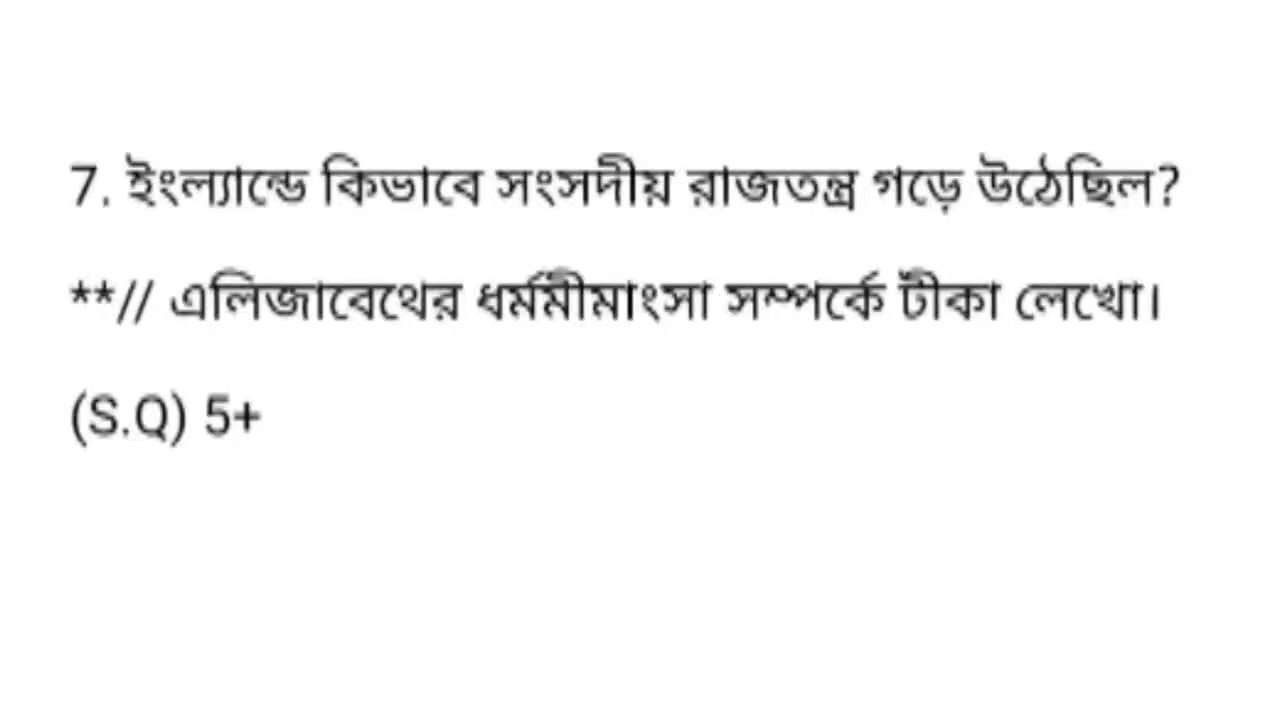 7. ইংল্যান্ডে কিভাবে সংসদীয় রাজতন্ত্র গড়ে উঠেছিল?
**// এলিজাবেথের ধর্মমীমাংসা সম্পর্কে টীকা লেখো।
(S.Q) 5+